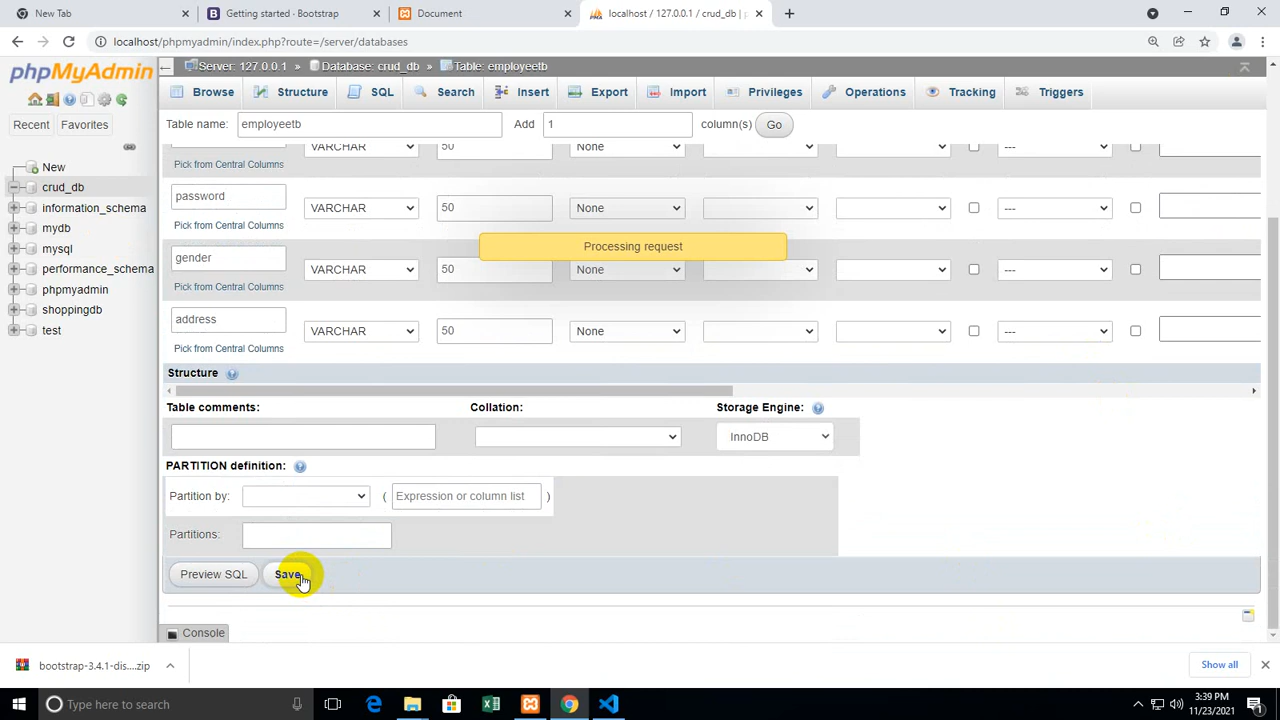 New Tab
Getting started · Bootstrap
Document
localhost / 127.0.0.1 / crud_db | p
localhost/phpmyadmin/index.php?route=/server/databases
phpMyAdmin
Server: 127.0.0.1 » Database: crud_db » Table: employeetb
Browse Structure SQL Search Insert Export Import Privileges Operations Tracking Triggers
Recent Favorites
Table name: employeetb Add 1 column(s) Go
New
crud_db
information_schema
mydb
mysql
performance_schema
phpmyadmin
shoppingdb
test
VARCHAR 50 None ---
Pick from Central Columns
password VARCHAR 50 None ---
Pick from Central Columns
Processing request
gender VARCHAR 50 None ---
Pick from Central Columns
address VARCHAR 50 None ---
Pick from Central Columns
Structure
Table comments: Collation: Storage Engine:
InnoDB
PARTITION definition:
Partition by: ( Expression or column list )
Partitions:
Preview SQL Save
Console
bootstrap-3.4.1-dis....zip
Show all
Type here to search
3:39 PM
11/23/2021